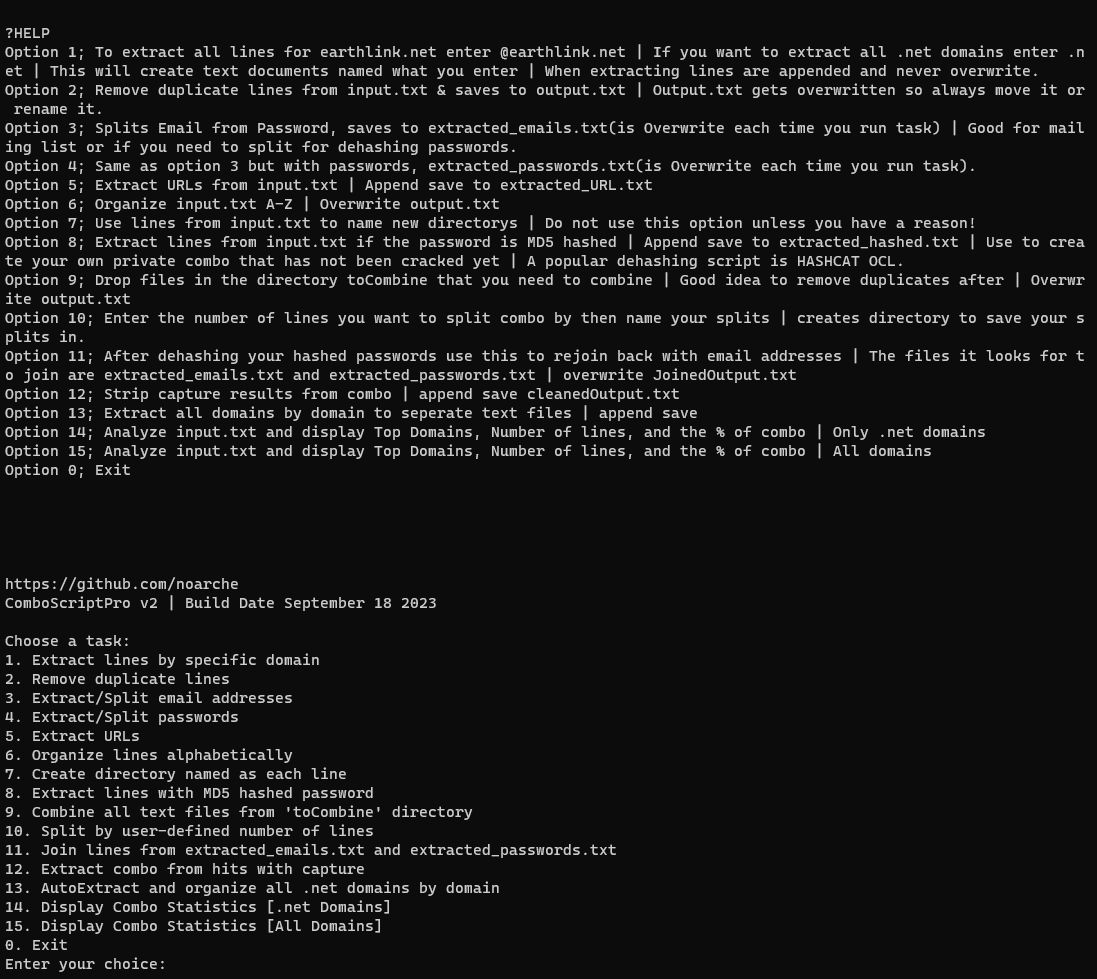 ?HELP
Option 1; To extract all lines for earthlink.net enter @earthlink.net | If you want to extract all .net domains enter .n
et | This will create text documents named what you enter | When extracting lines are appended and never overwrite.
Option 2; Remove duplicate lines from input.txt & saves to output.txt | Output.txt gets overwritten so always move it or
 rename it.
Option 3; Splits Email from Password, saves to extracted_emails.txt(is Overwrite each time you run task) | Good for mail
ing list or if you need to split for dehashing passwords.
Option 4; Same as option 3 but with passwords, extracted_passwords.txt(is Overwrite each time you run task).
Option 5; Extract URLs from input.txt | Append save to extracted_URL.txt
Option 6; Organize input.txt A-Z | Overwrite output.txt
Option 7; Use lines from input.txt to name new directorys | Do not use this option unless you have a reason!
Option 8; Extract lines from input.txt if the password is MD5 hashed | Append save to extracted_hashed.txt | Use to crea
te your own private combo that has not been cracked yet | A popular dehashing script is HASHCAT OCL.
Option 9; Drop files in the directory toCombine that you need to combine | Good idea to remove duplicates after | Overwr
ite output.txt
Option 10; Enter the number of lines you want to split combo by then name your splits | creates directory to save your s
plits in.
Option 11; After dehashing your hashed passwords use this to rejoin back with email addresses | The files it looks for t
o join are extracted_emails.txt and extracted_passwords.txt | overwrite JoinedOutput.txt
Option 12; Strip capture results from combo | append save cleanedOutput.txt
Option 13; Extract all domains by domain to seperate text files | append save
Option 14; Analyze input.txt and display Top Domains, Number of lines, and the % of combo | Only .net domains
Option 15; Analyze input.txt and display Top Domains, Number of lines, and the % of combo | All domains
Option 0; Exit
https://github.com/noarche
ComboScriptPro v2 | Build Date September 18 2023
Choose a task:
1. Extract lines by specific domain
2. Remove duplicate lines
3. Extract/Split email addresses
4. Extract/Split passwords
5. Extract URLs
6. Organize lines alphabetically
7. Create directory named as each line
8. Extract lines with MD5 hashed password
9. Combine all text files from 'toCombine' directory
10. Split by user-defined number of lines
11. Join lines from extracted_emails.txt and extracted_passwords.txt
12. Extract combo from hits with capture
13. AutoExtract and organize all .net domains by domain
14. Display Combo Statistics [.net Domains]
15. Display Combo Statistics [All Domains]
0. Exit
Enter your choice: